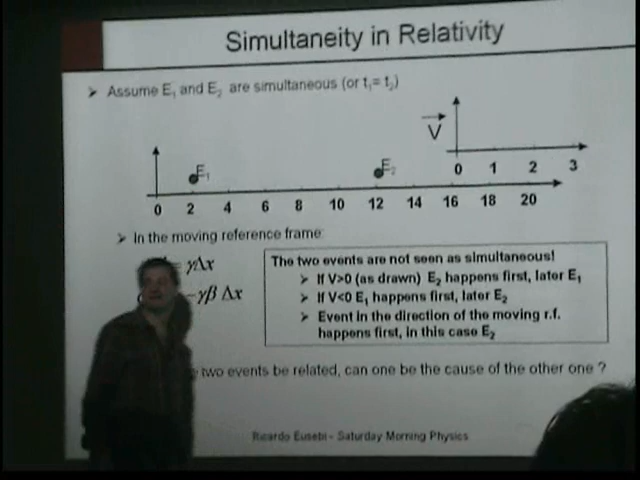 Simultaneity in Relativity
➤ Assume E₁ and E₂ are simultaneous (or t₁= t₂)
V
0 1 2 3
E₁ E₂
0 2 4 6 8 10 12 14 16 18 20
➤ In the moving reference frame:
γΔx
-γβ Δx
The two events are not seen as simultaneous!
➤ If V>0 (as drawn) E₂ happens first, later E₁
➤ If V<0 E₁ happens first, later E₂
➤ Event in the direction of the moving r.f.
happens first, in this case E₂
two events be related, can one be the cause of the other one ?
Ricardo Eusebi - Saturday Morning Physics